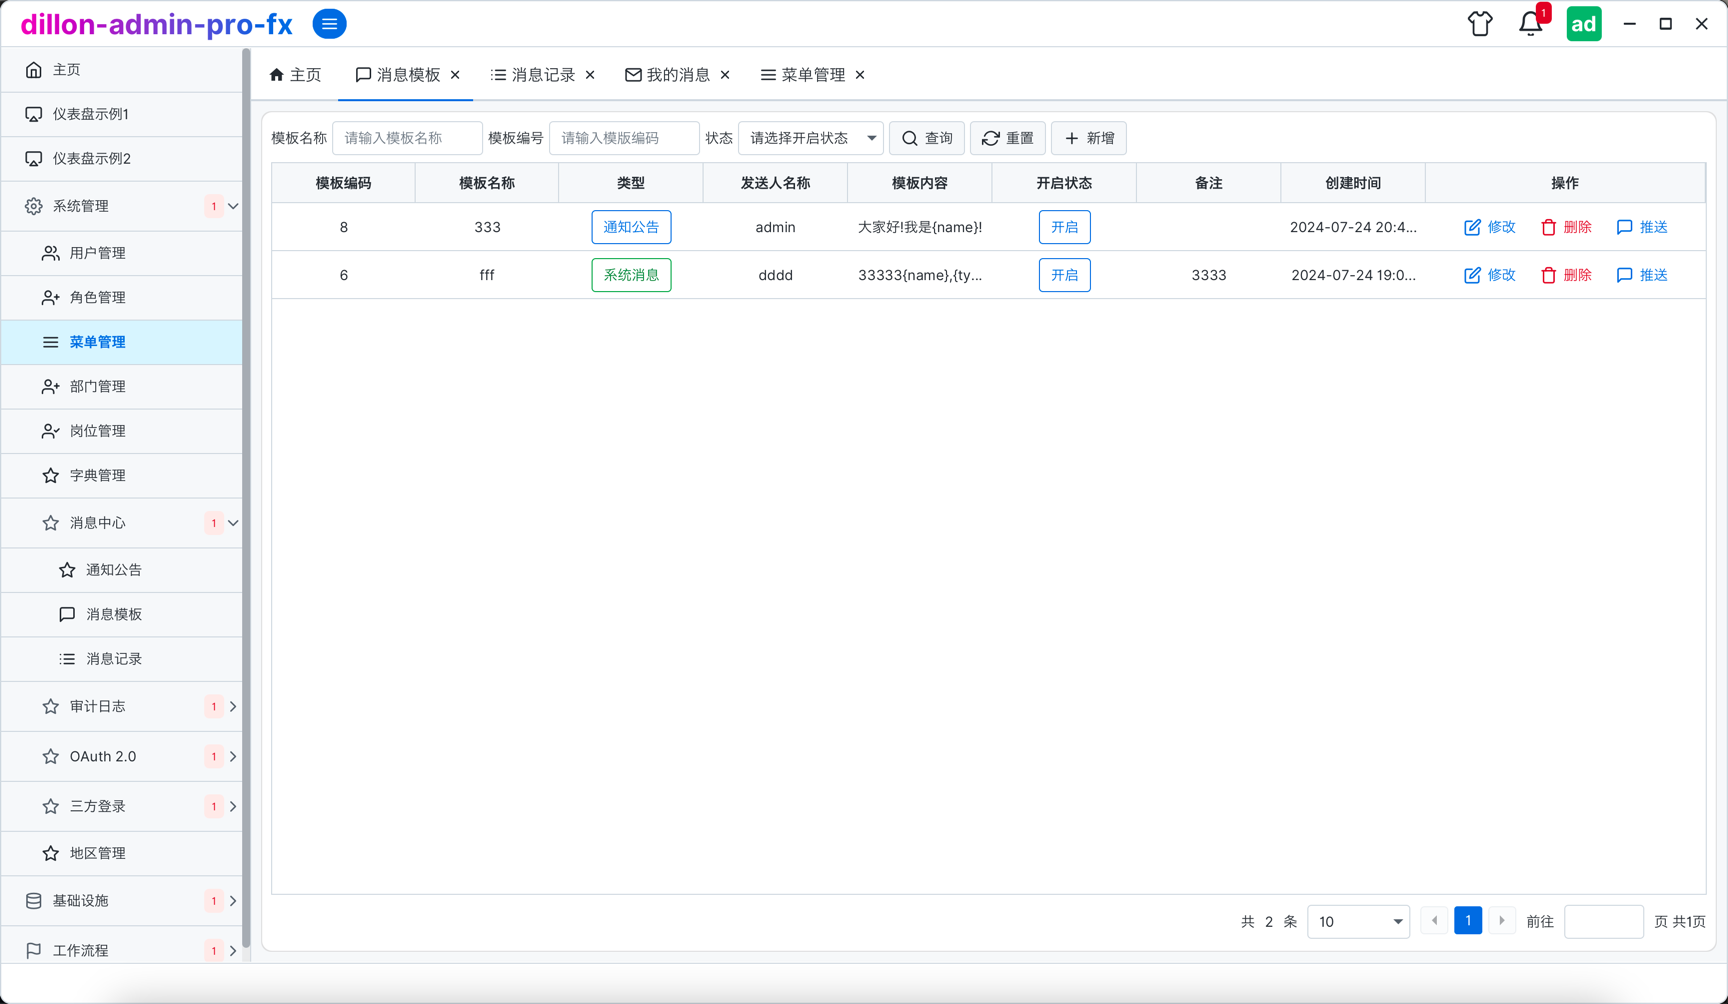 dillon-admin-pro-fx
1
ad
主页
仪表盘示例1
仪表盘示例2
系统管理 1
用户管理
角色管理
菜单管理
部门管理
岗位管理
字典管理
消息中心 1
通知公告
消息模板
消息记录
审计日志 1
OAuth 2.0 1
三方登录 1
地区管理
基础设施 1
工作流程 1
主页 消息模板 消息记录 我的消息 菜单管理
模板名称 请输入模板名称 模板编号 请输入模版编码 状态 请选择开启状态 查询 重置 新增
模板编码 模板名称 类型 发送人名称 模板内容 开启状态 备注 创建时间 操作
8 333 通知公告 admin 大家好!我是{name}! 开启 2024-07-24 20:4... 修改 删除 推送
6 fff 系统消息 dddd 33333{name},{ty... 开启 3333 2024-07-24 19:0... 修改 删除 推送
共 2 条 10 1 前往 页 共1页